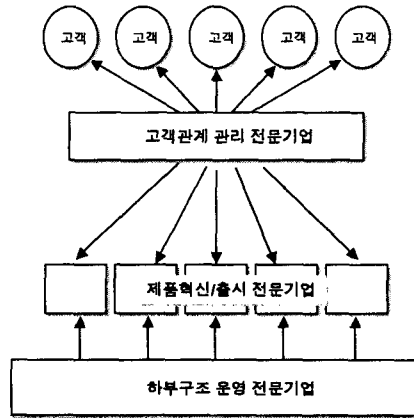 고객 고객 고객 고객 고객
고객관계 관리 전문기업
제품혁신/출시 전문기업
하부구조 운영 전문기업